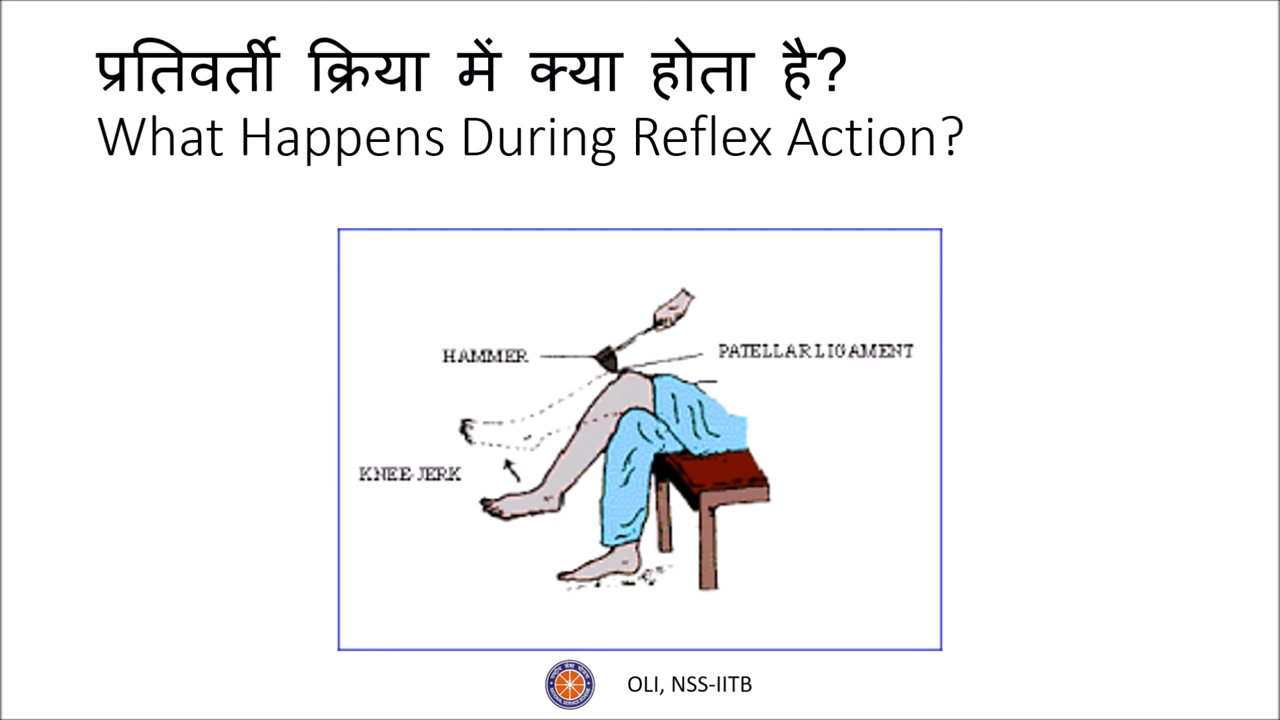 प्रतिवर्ती क्रिया में क्या होता है?
What Happens During Reflex Action?
HAMMER
PATELLAR LIGAMENT
KNEE-JERK
OLI, NSS-IITB